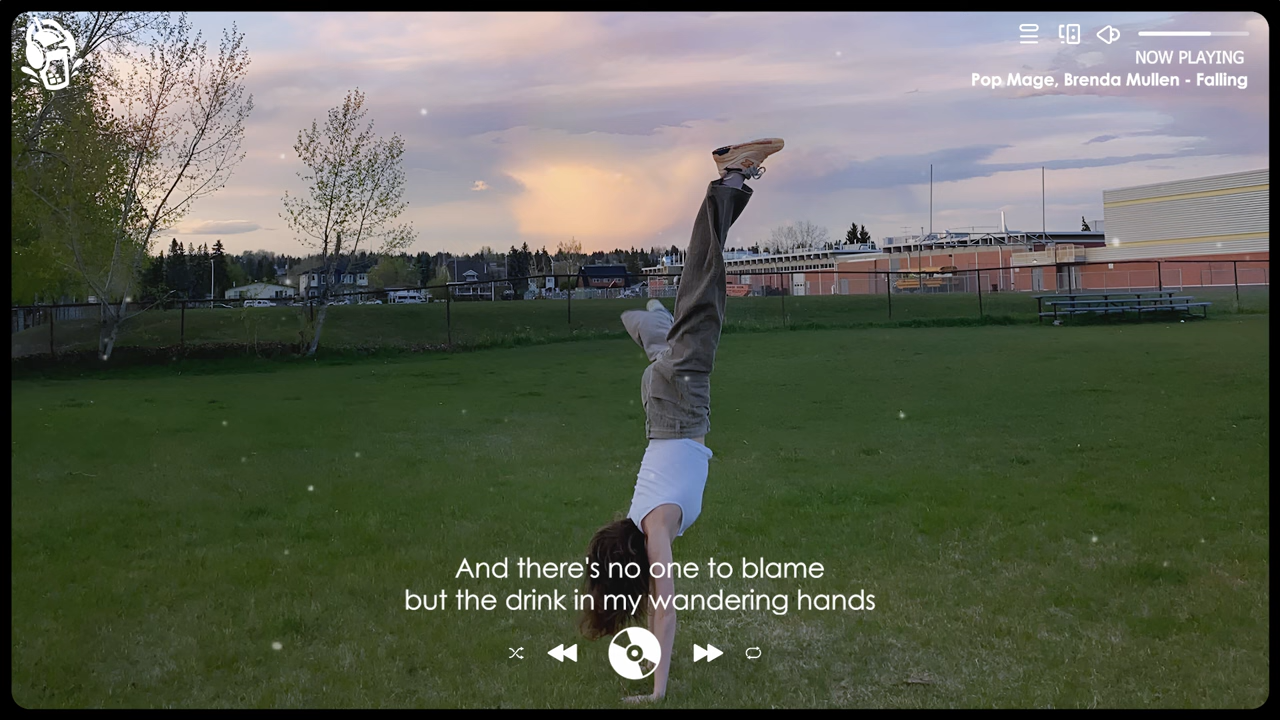 NOW PLAYING
Pop Mage, Brenda Mullen - Falling
And there's no one to blame
but the drink in my wandering hands